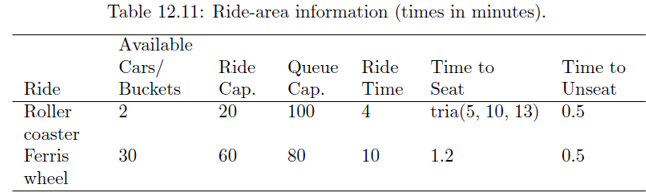 Table 12.11: Ride-area information (times in minutes).
Available
Cars/ Ride Queue Ride Time to Time to
Ride Buckets Cap. Cap. Time Seat Unseat
Roller 2 20 100 4 tria(5, 10, 13) 0.5
coaster
Ferris 30 60 80 10 1.2 0.5
wheel